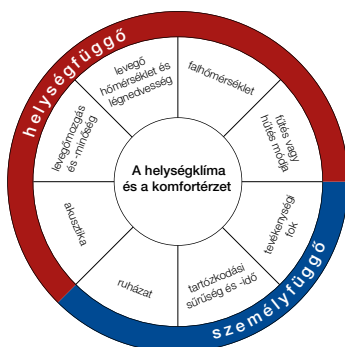 helységfüggő
levegő
hőmérséklet és
légnedvesség
falhőmérséklet
fűtés vagy
hűtés módja
tevékenységi
fok
tartózkodási
sűrűség és -idő
ruházat
akusztika
levegőmozgás
és -minőség
A helységklíma
és a komfortérzet
személyfüggő